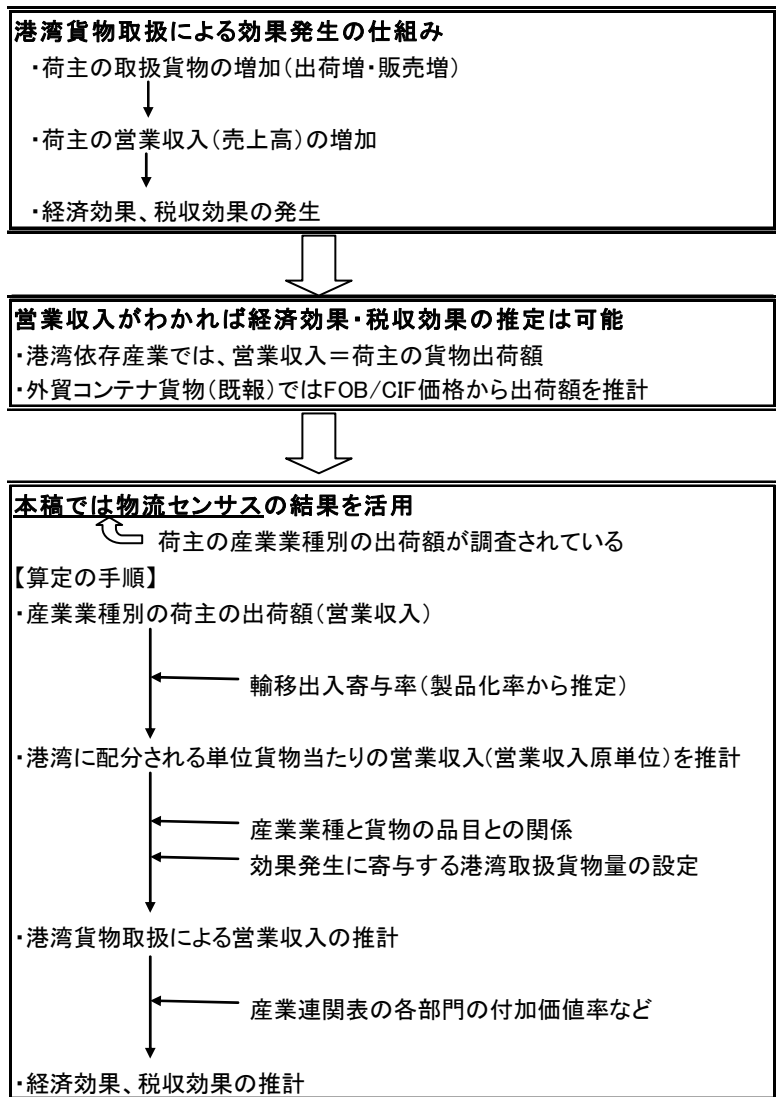 港湾貨物取扱による効果発生の仕組み
・荷主の取扱貨物の増加(出荷増・販売増)
・荷主の営業収入(売上高)の増加
・経済効果、税収効果の発生
営業収入がわかれば経済効果・税収効果の推定は可能
・港湾依存産業では、営業収入＝荷主の貨物出荷額
・外貿コンテナ貨物(既報)ではFOB/CIF価格から出荷額を推計
本稿では物流センサスの結果を活用
荷主の産業業種別の出荷額が調査されている
【算定の手順】
・産業業種別の荷主の出荷額(営業収入)
輸移出入寄与率(製品化率から推定)
・港湾に配分される単位貨物当たりの営業収入(営業収入原単位)を推計
産業業種と貨物の品目との関係
効果発生に寄与する港湾取扱貨物量の設定
・港湾貨物取扱による営業収入の推計
産業連関表の各部門の付加価値率など
・経済効果、税収効果の推計